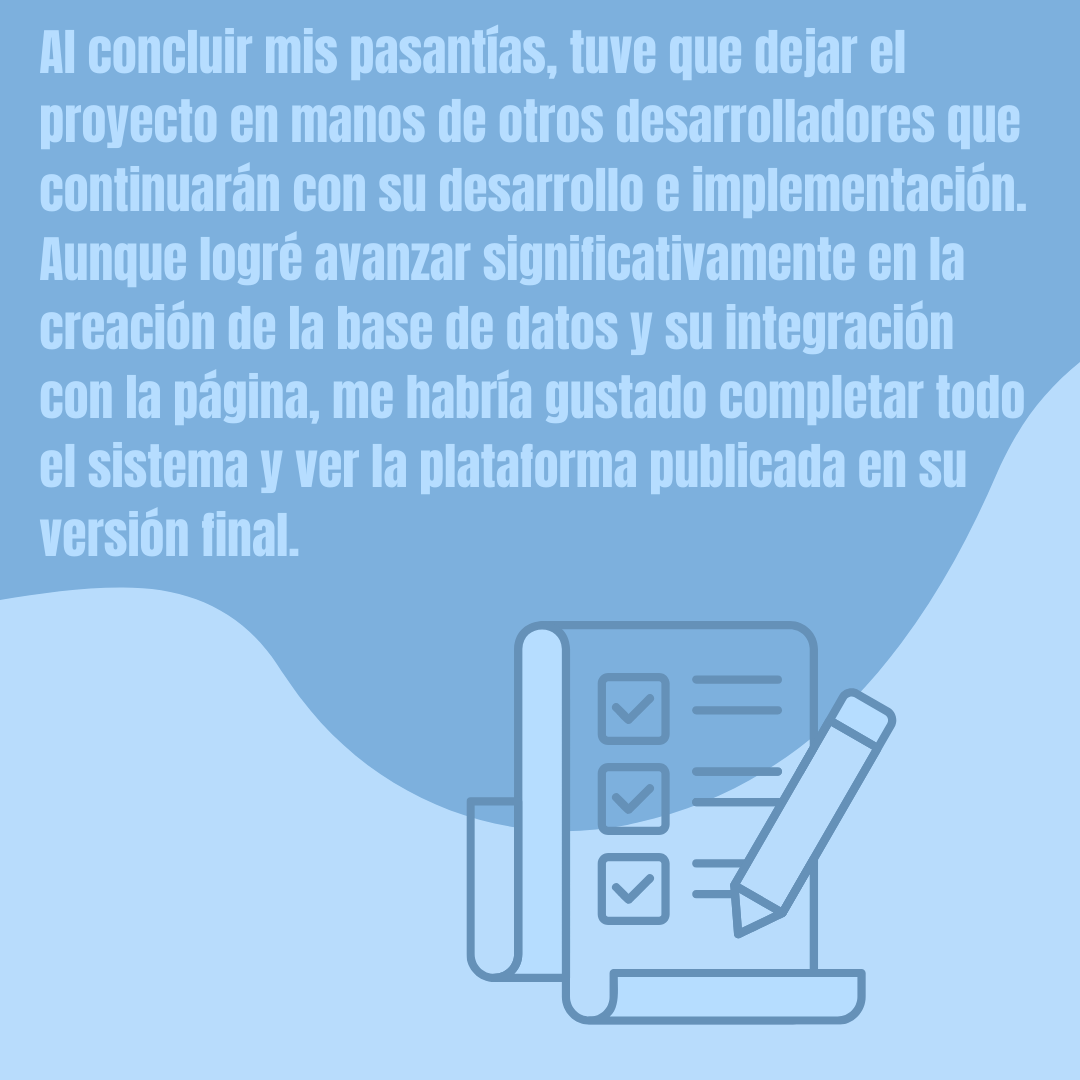 Al concluir mis pasantías, tuve que dejar el
proyecto en manos de otros desarrolladores que
continuarán con su desarrollo e implementación.
Aunque logré avanzar significativamente en la
creación de la base de datos y su integración
con la página, me habría gustado completar todo
el sistema y ver la plataforma publicada en su
versión final.